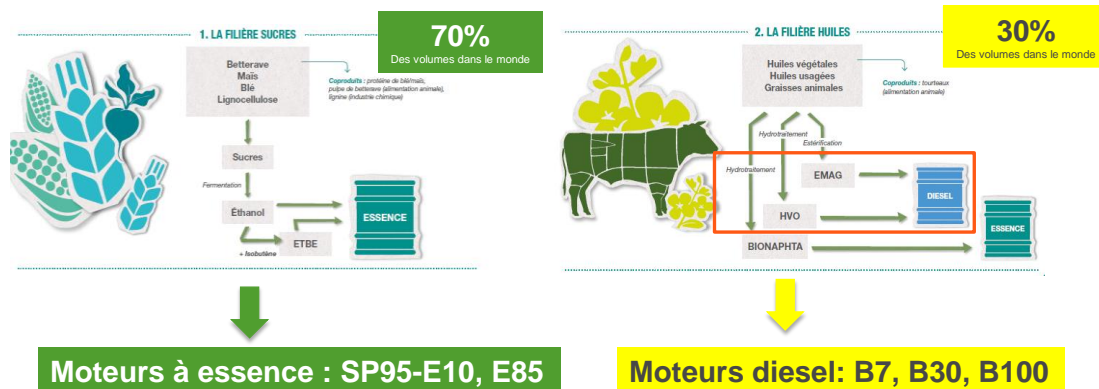 1. LA FILIÈRE SUCRES
70%
Des volumes dans le monde
Betterave
Maïs
Blé
Lignocellulose
Coproduits : protéine de blé/maïs,
pulpe de betterave (alimentation animale),
lignine (industrie chimique)
Sucres
Fermentation
Éthanol
ESSENCE
ETBE
+ Isobutène
Moteurs à essence : SP95-E10, E85
2. LA FILIÈRE HUILES
30%
Des volumes dans le monde
Huiles végétales
Huiles usagées
Graisses animales
Coproduits : tourteaux
(alimentation animale)
Hydrotraitement
Estérification
Hydrotraitement
EMAG
DIESEL
HVO
ESSENCE
BIONAPHTA
Moteurs diesel: B7, B30, B100